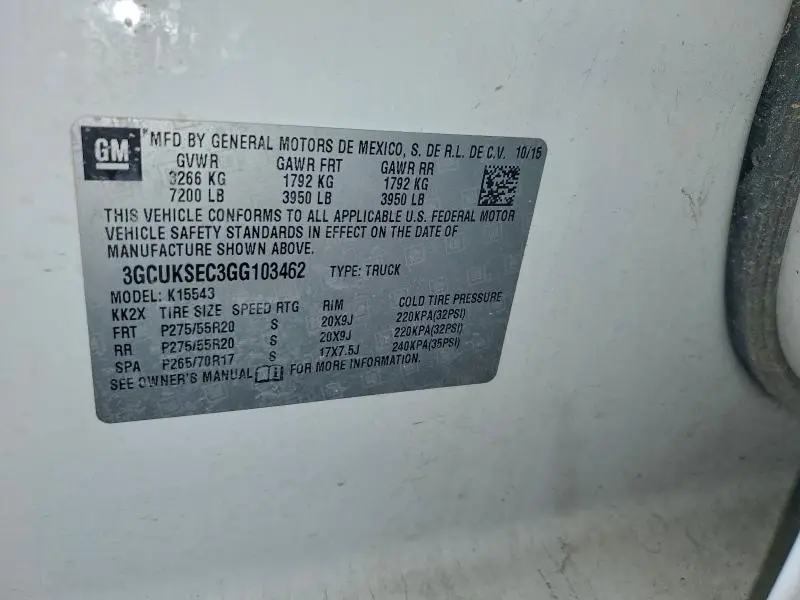 GM
MFD BY GENERAL MOTORS DE MEXICO, S. DE R.L. DE C.V. 10/15
GVWR GAWR FRT GAWR RR
3266 KG 1792 KG 1792 KG
7200 LB 3950 LB 3950 LB
THIS VEHICLE CONFORMS TO ALL APPLICABLE U.S. FEDERAL MOTOR
VEHICLE SAFETY STANDARDS IN EFFECT ON THE DATE OF
MANUFACTURE SHOWN ABOVE.
3GCUKSEC3GG103462 TYPE: TRUCK
MODEL: K15543
KK2X TIRE SIZE SPEED RTG RIM COLD TIRE PRESSURE
FRT P275/55R20 S 20X9J 220KPA(32PSI)
RR P275/55R20 S 20X9J 220KPA(32PSI)
SPA P265/70R17 S 17X7.5J 240KPA(35PSI)
SEE OWNER'S MANUAL FOR MORE INFORMATION.